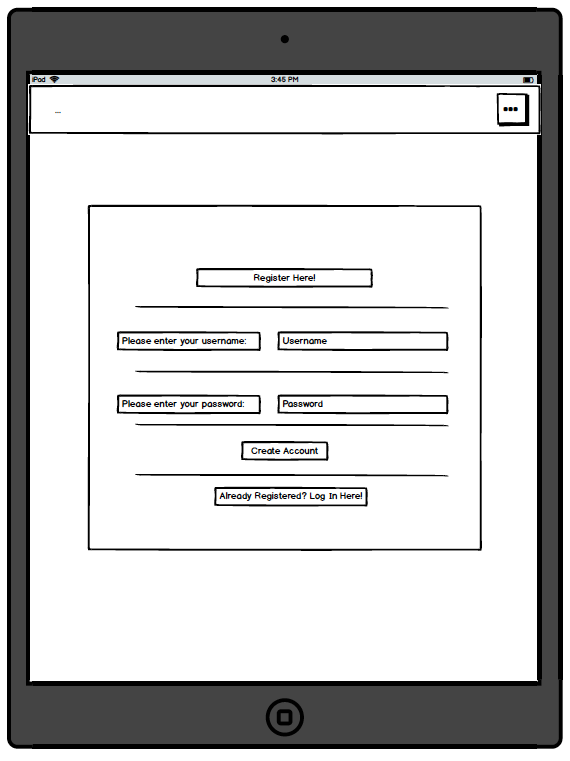 iPad 3:45 PM
•••
Register Here!
Please enter your username: Username
Please enter your password: Password
Create Account
Already Registered? Log In Here!